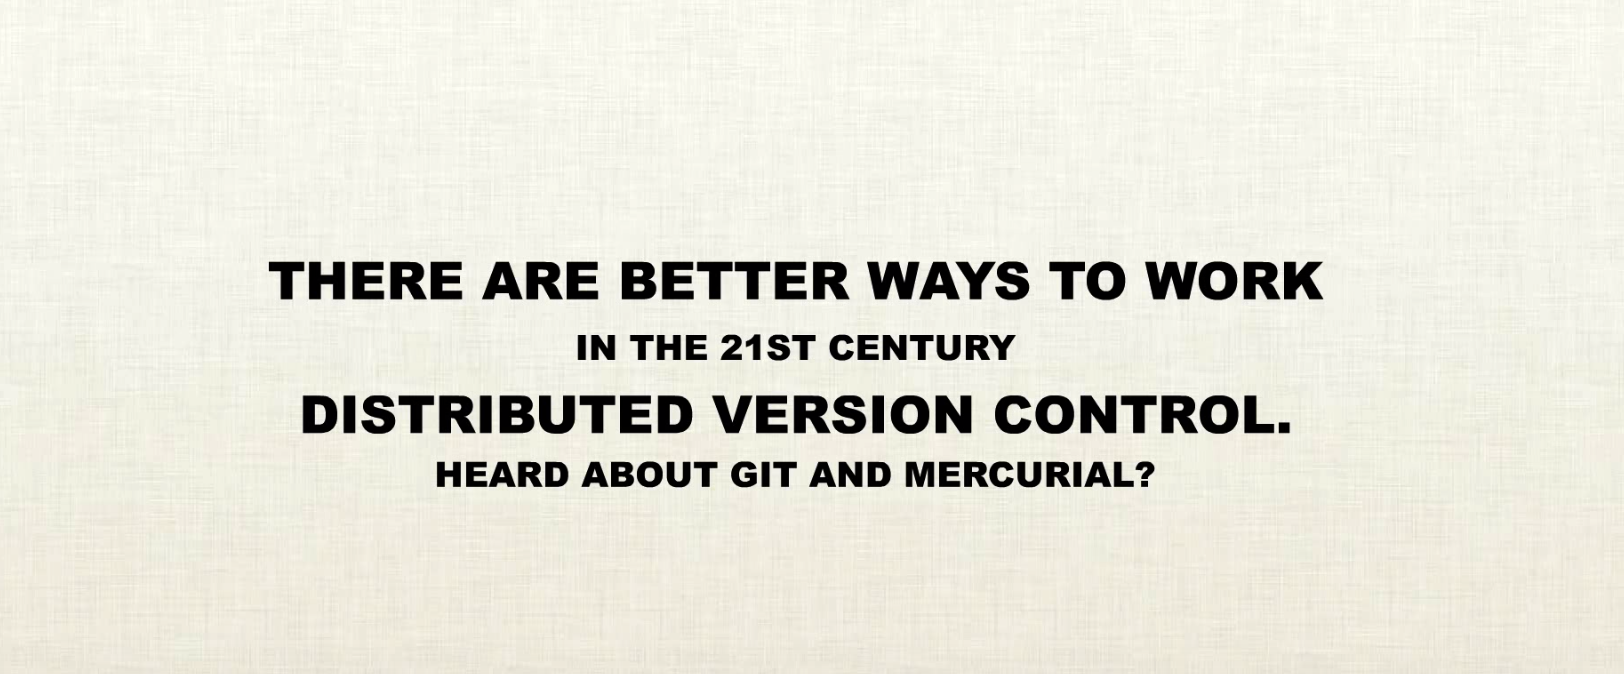 THERE ARE BETTER WAYS TO WORK
IN THE 21ST CENTURY
DISTRIBUTED VERSION CONTROL.
HEARD ABOUT GIT AND MERCURIAL?